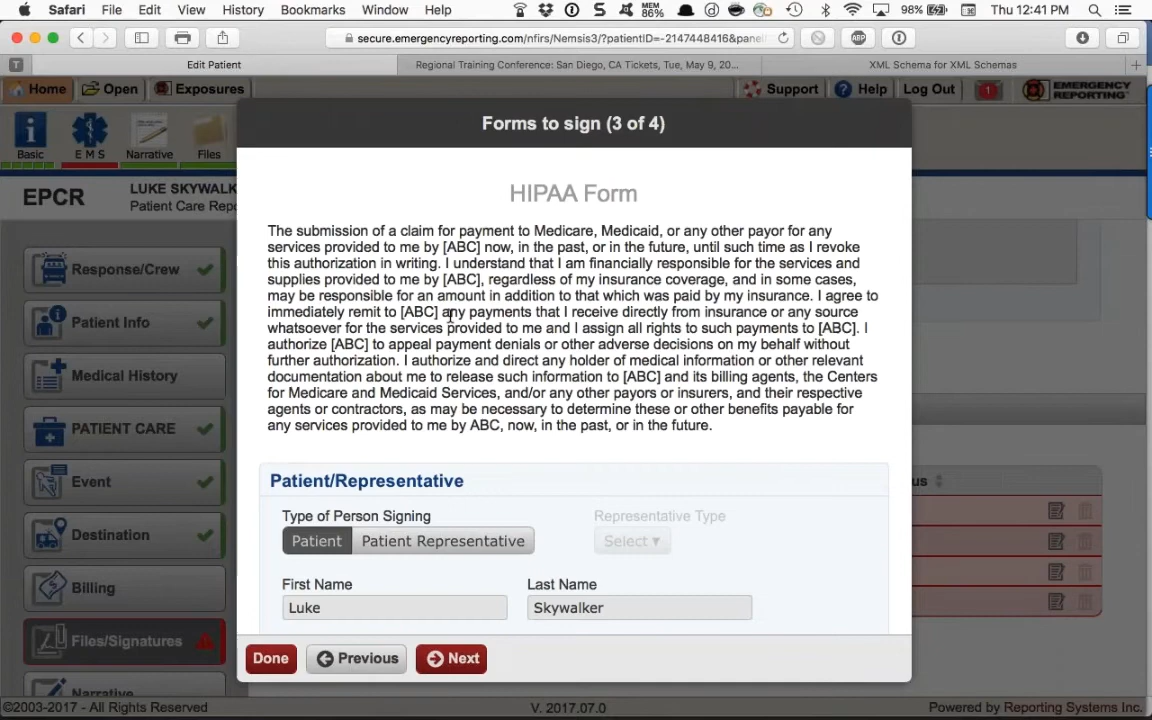 Safari File Edit View History Bookmarks Window Help MEM 86% 98% Thu 12:41 PM
secure.emergencyreporting.com/nfirs/Nemsis3/?patientID=-2147448416&pane
ABP
T Edit Patient Regional Training Conference: San Diego, CA Tickets, Tue, May 9, 20... XML Schema for XML Schemas
Home Open Exposures Support Help Log Out 1 EMERGENCY REPORTING
Basic E M S Narrative Files
EPCR LUKE SKYWALK
Patient Care Repo
Forms to sign (3 of 4)
HIPAA Form
The submission of a claim for payment to Medicare, Medicaid, or any other payor for any
services provided to me by [ABC] now, in the past, or in the future, until such time as I revoke
this authorization in writing. I understand that I am financially responsible for the services and
supplies provided to me by [ABC], regardless of my insurance coverage, and in some cases,
may be responsible for an amount in addition to that which was paid by my insurance. I agree to
immediately remit to [ABC] any payments that I receive directly from insurance or any source
whatsoever for the services provided to me and I assign all rights to such payments to [ABC]. I
authorize [ABC] to appeal payment denials or other adverse decisions on my behalf without
further authorization. I authorize and direct any holder of medical information or other relevant
documentation about me to release such information to [ABC] and its billing agents, the Centers
for Medicare and Medicaid Services, and/or any other payors or insurers, and their respective
agents or contractors, as may be necessary to determine these or other benefits payable for
any services provided to me by ABC, now, in the past, or in the future.
Patient/Representative
Type of Person Signing Representative Type
Patient Patient Representative Select ▾
First Name Last Name
Luke Skywalker
Done Previous Next
Response/Crew
Patient Info
Medical History
PATIENT CARE
Event
Destination
Billing
Files/Signatures
Narrative
us
©2003-2017 - All Rights Reserved V. 2017.07.0 Powered by Reporting Systems Inc.